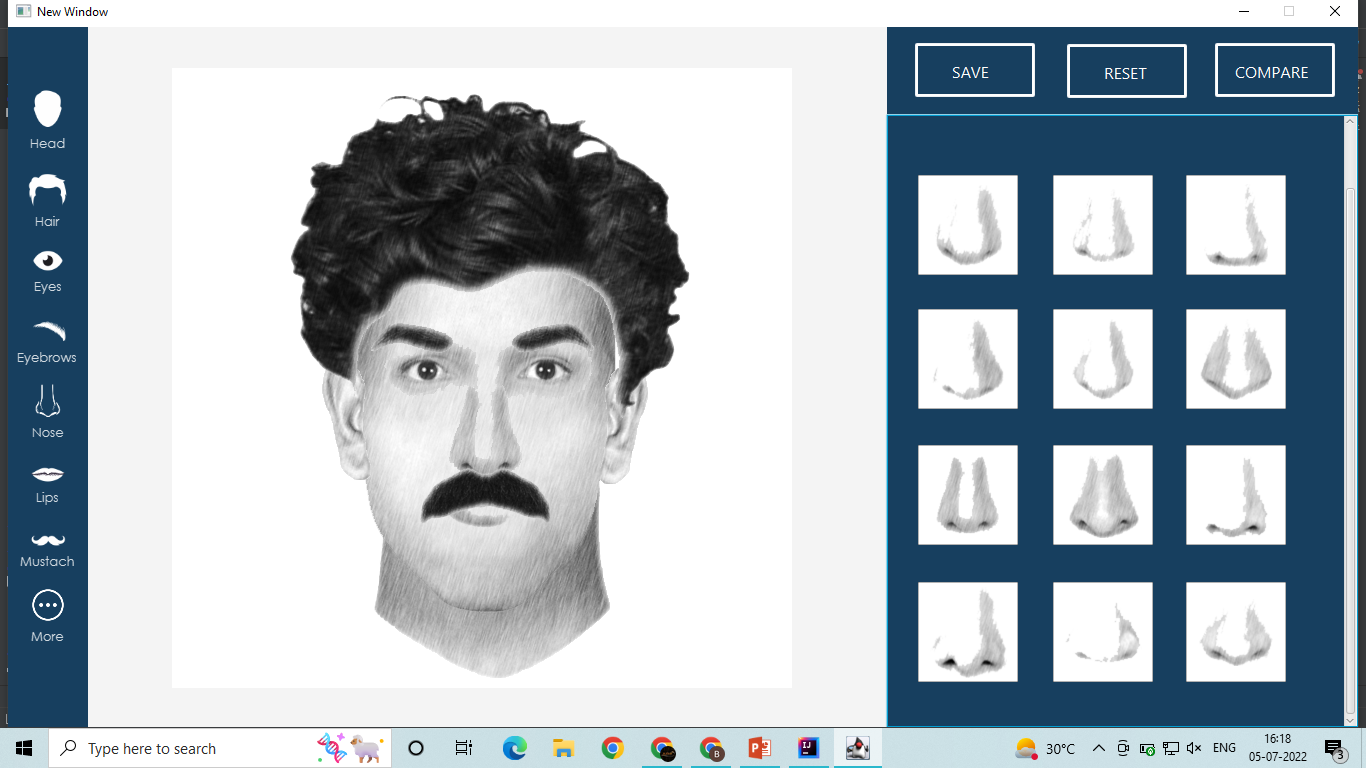 New Window
Head
Hair
Eyes
Eyebrows
Nose
Lips
Mustach
More
SAVE
RESET
COMPARE
Type here to search
B
P
IJ
30°C
ENG
16:18
05-07-2022
3